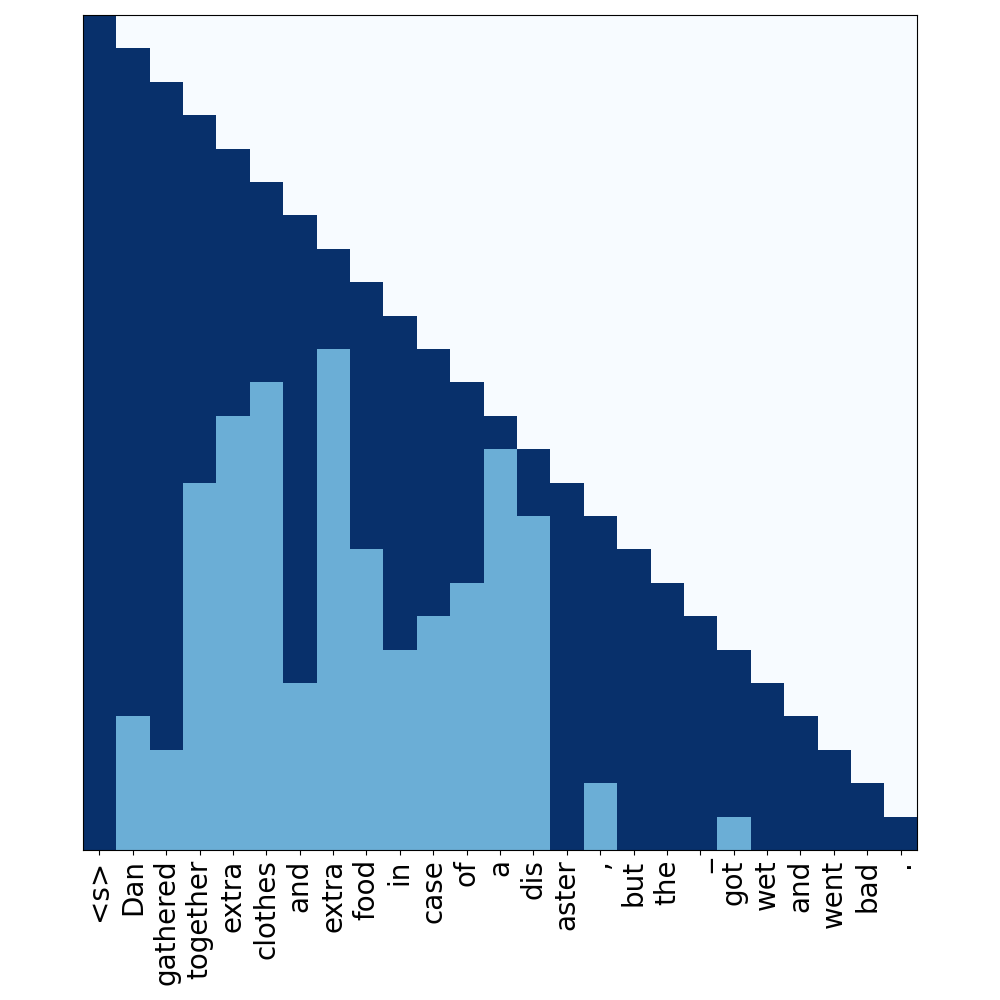 <s> Dan gathered together extra clothes and extra food in case of a dis aster , but the _ got wet and went bad .